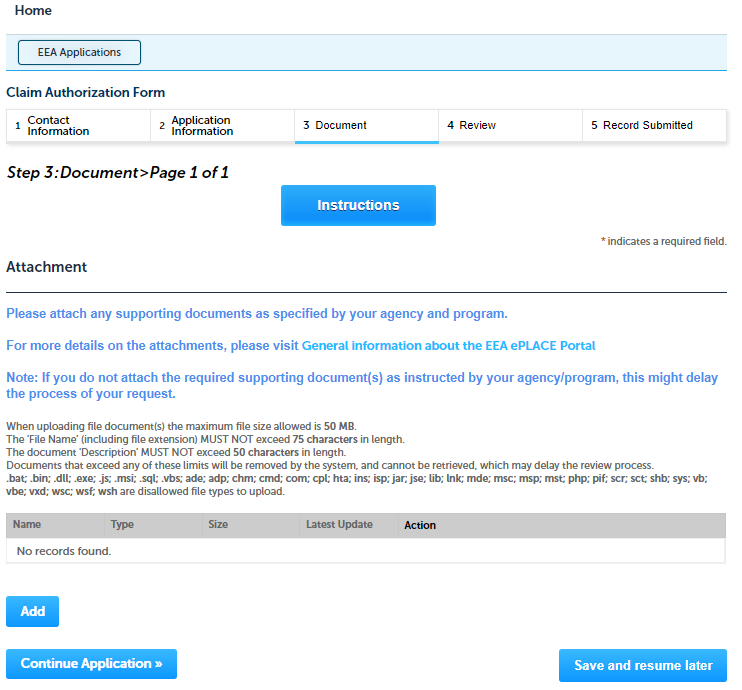 Home
EEA Applications
Claim Authorization Form
1 Contact Information
2 Application Information
3 Document
4 Review
5 Record Submitted
Step 3:Document>Page 1 of 1
Instructions
* indicates a required field.
Attachment
Please attach any supporting documents as specified by your agency and program.
For more details on the attachments, please visit General information about the EEA ePLACE Portal
Note: If you do not attach the required supporting document(s) as instructed by your agency/program, this might delay
the process of your request.
When uploading file document(s) the maximum file size allowed is 50 MB.
The 'File Name' (including file extension) MUST NOT exceed 75 characters in length.
The document 'Description' MUST NOT exceed 50 characters in length.
Documents that exceed any of these limits will be removed by the system, and cannot be retrieved, which may delay the review process.
.bat; .bin; .dll; .exe; .js; .msi; .sql; .vbs; ade; adp; chm; cmd; com; cpl; hta; ins; isp; jar; jse; lib; lnk; mde; msc; msp; mst; php; pif; scr; sct; shb; sys; vb;
vbe; vxd; wsc; wsf; wsh are disallowed file types to upload.
Name Type Size Latest Update Action
No records found.
Add
Continue Application »
Save and resume later